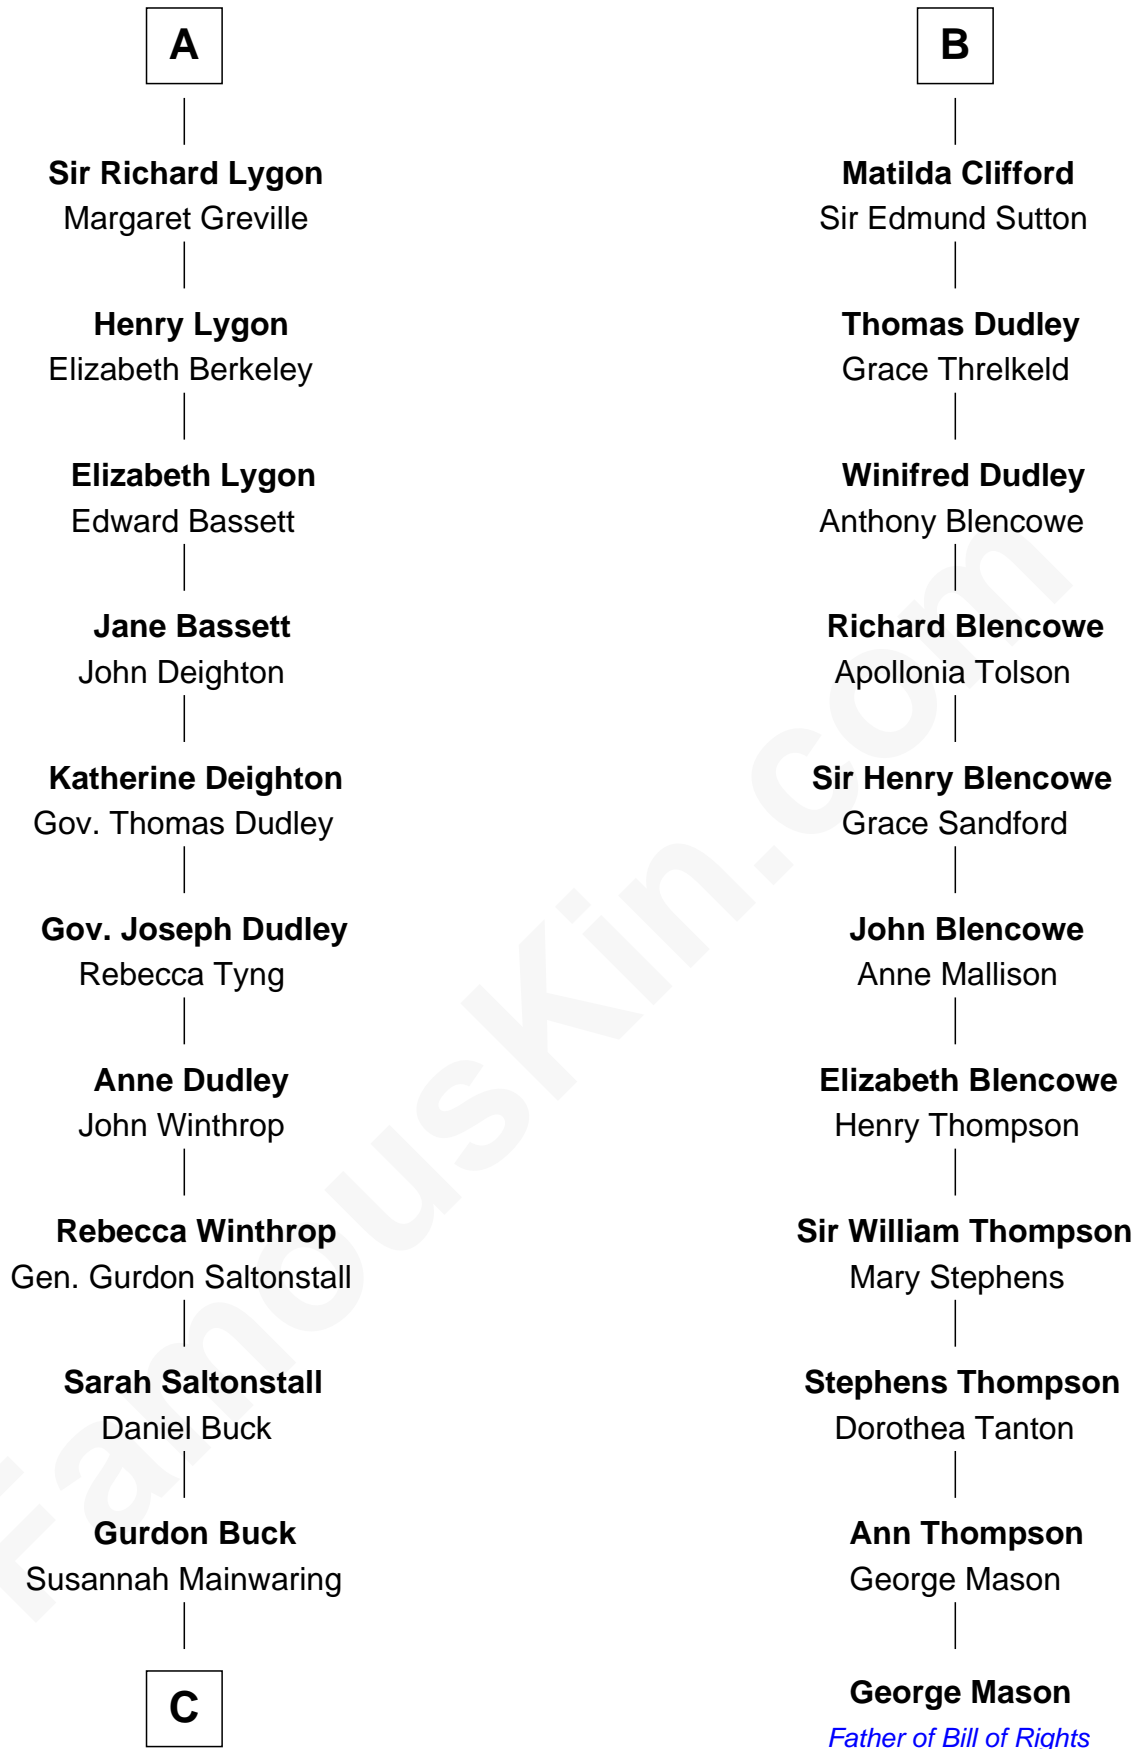 A
Sir Richard Lygon
Margaret Greville
Henry Lygon
Elizabeth Berkeley
Elizabeth Lygon
Edward Bassett
Jane Bassett
John Deighton
Katherine Deighton
Gov. Thomas Dudley
Gov. Joseph Dudley
Rebecca Tyng
Anne Dudley
John Winthrop
Rebecca Winthrop
Gen. Gurdon Saltonstall
Sarah Saltonstall
Daniel Buck
Gurdon Buck
Susannah Mainwaring
C
B
Matilda Clifford
Sir Edmund Sutton
Thomas Dudley
Grace Threlkeld
Winifred Dudley
Anthony Blencowe
Richard Blencowe
Apollonia Tolson
Sir Henry Blencowe
Grace Sandford
John Blencowe
Anne Mallison
Elizabeth Blencowe
Henry Thompson
Sir William Thompson
Mary Stephens
Stephens Thompson
Dorothea Tanton
Ann Thompson
George Mason
George Mason
Father of Bill of Rights
FamousKin.com